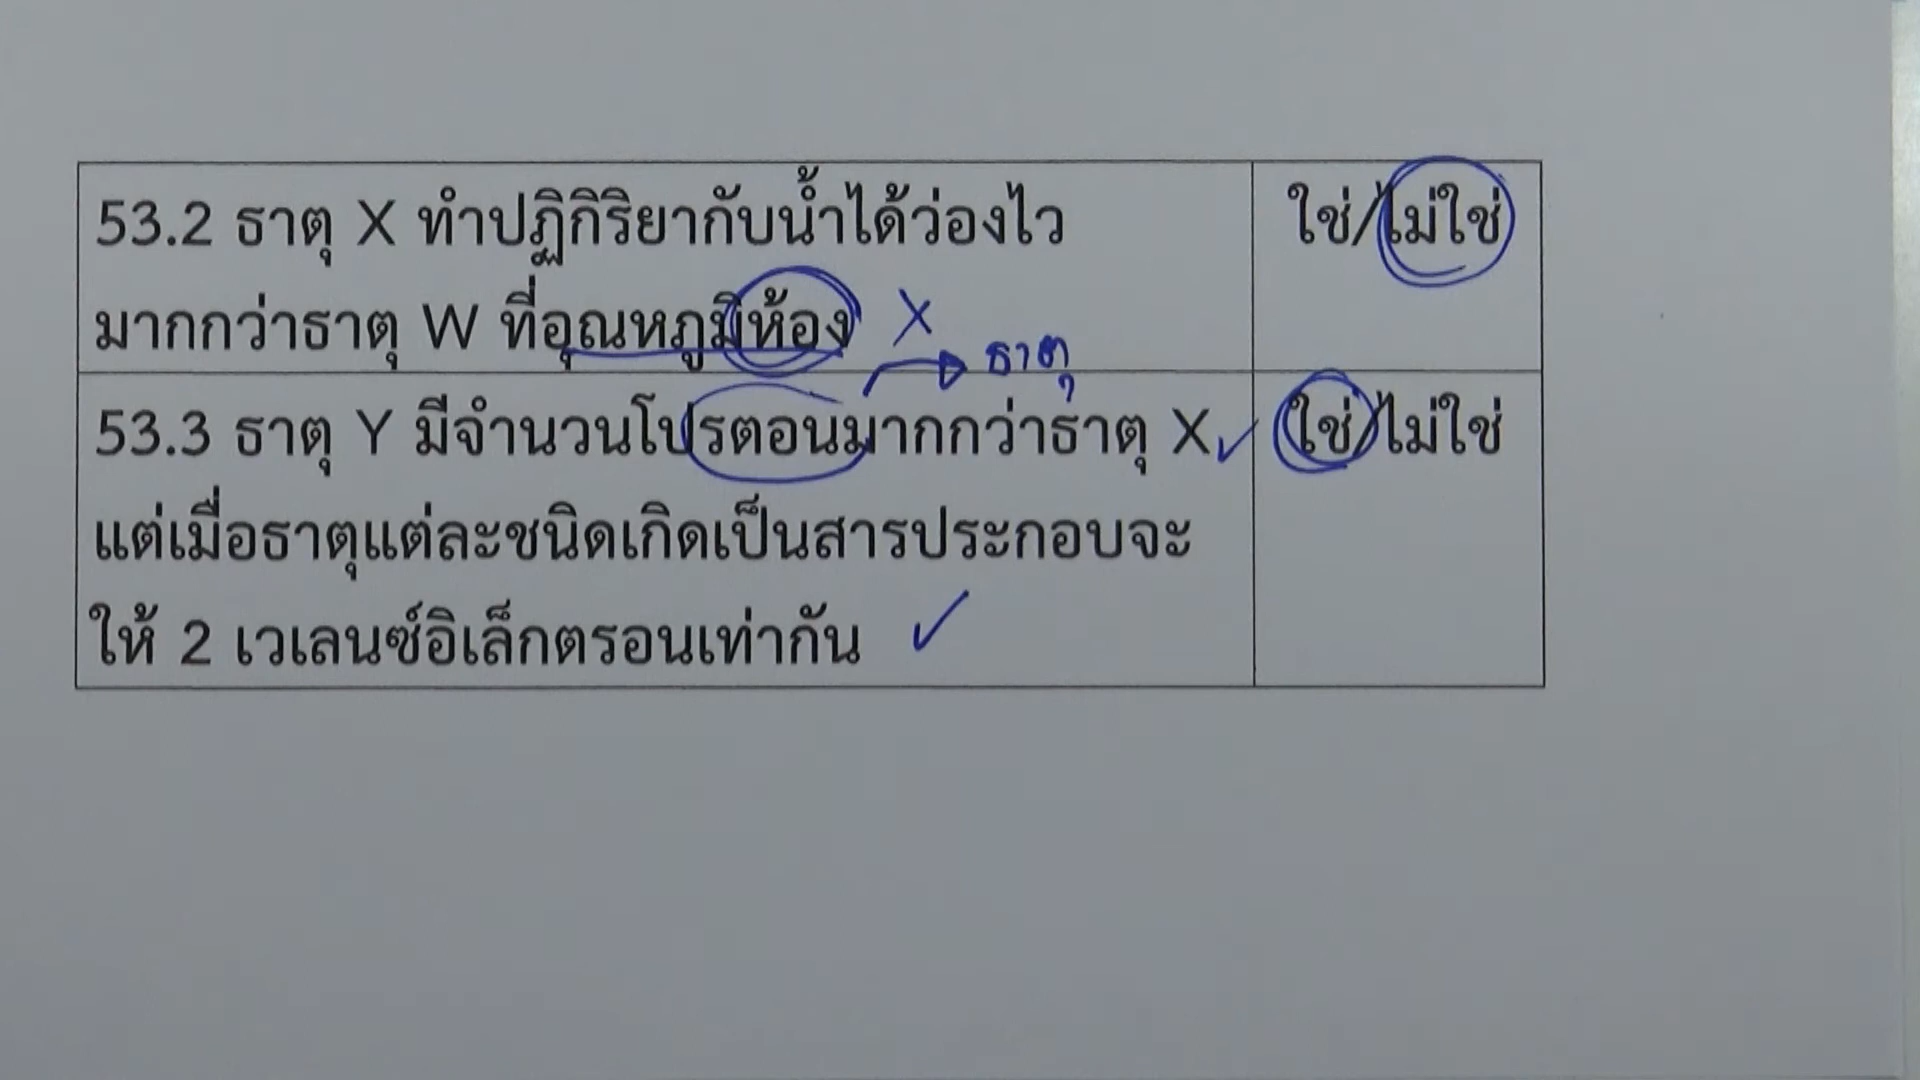 53.2 ธาตุ X ทำปฏิกิริยากับน้ำได้ว่องไว ใช่/ไม่ใช่
มากกว่าธาตุ W ที่อุณหภูมิห้อง X
ธาตุ
53.3 ธาตุ Y มีจำนวนโปรตอนมากกว่าธาตุ X ✓ ใช่/ไม่ใช่
แต่เมื่อธาตุแต่ละชนิดเกิดเป็นสารประกอบจะ
ให้ 2 เวเลนซ์อิเล็กตรอนเท่ากัน ✓